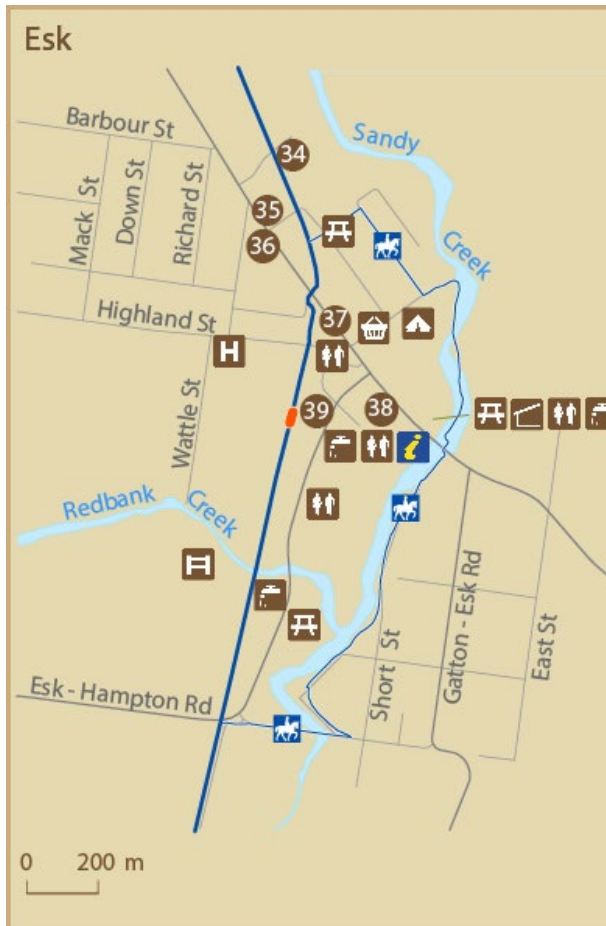 Esk
Barbour St
Sandy
Creek
Mack St
Down St
Richard St
34
35
36
Highland St
37
H
39
38
i
Wattle St
Redbank
Creek
Esk - Hampton Rd
Short St
Gatton - Esk Rd
East St
0 200 m